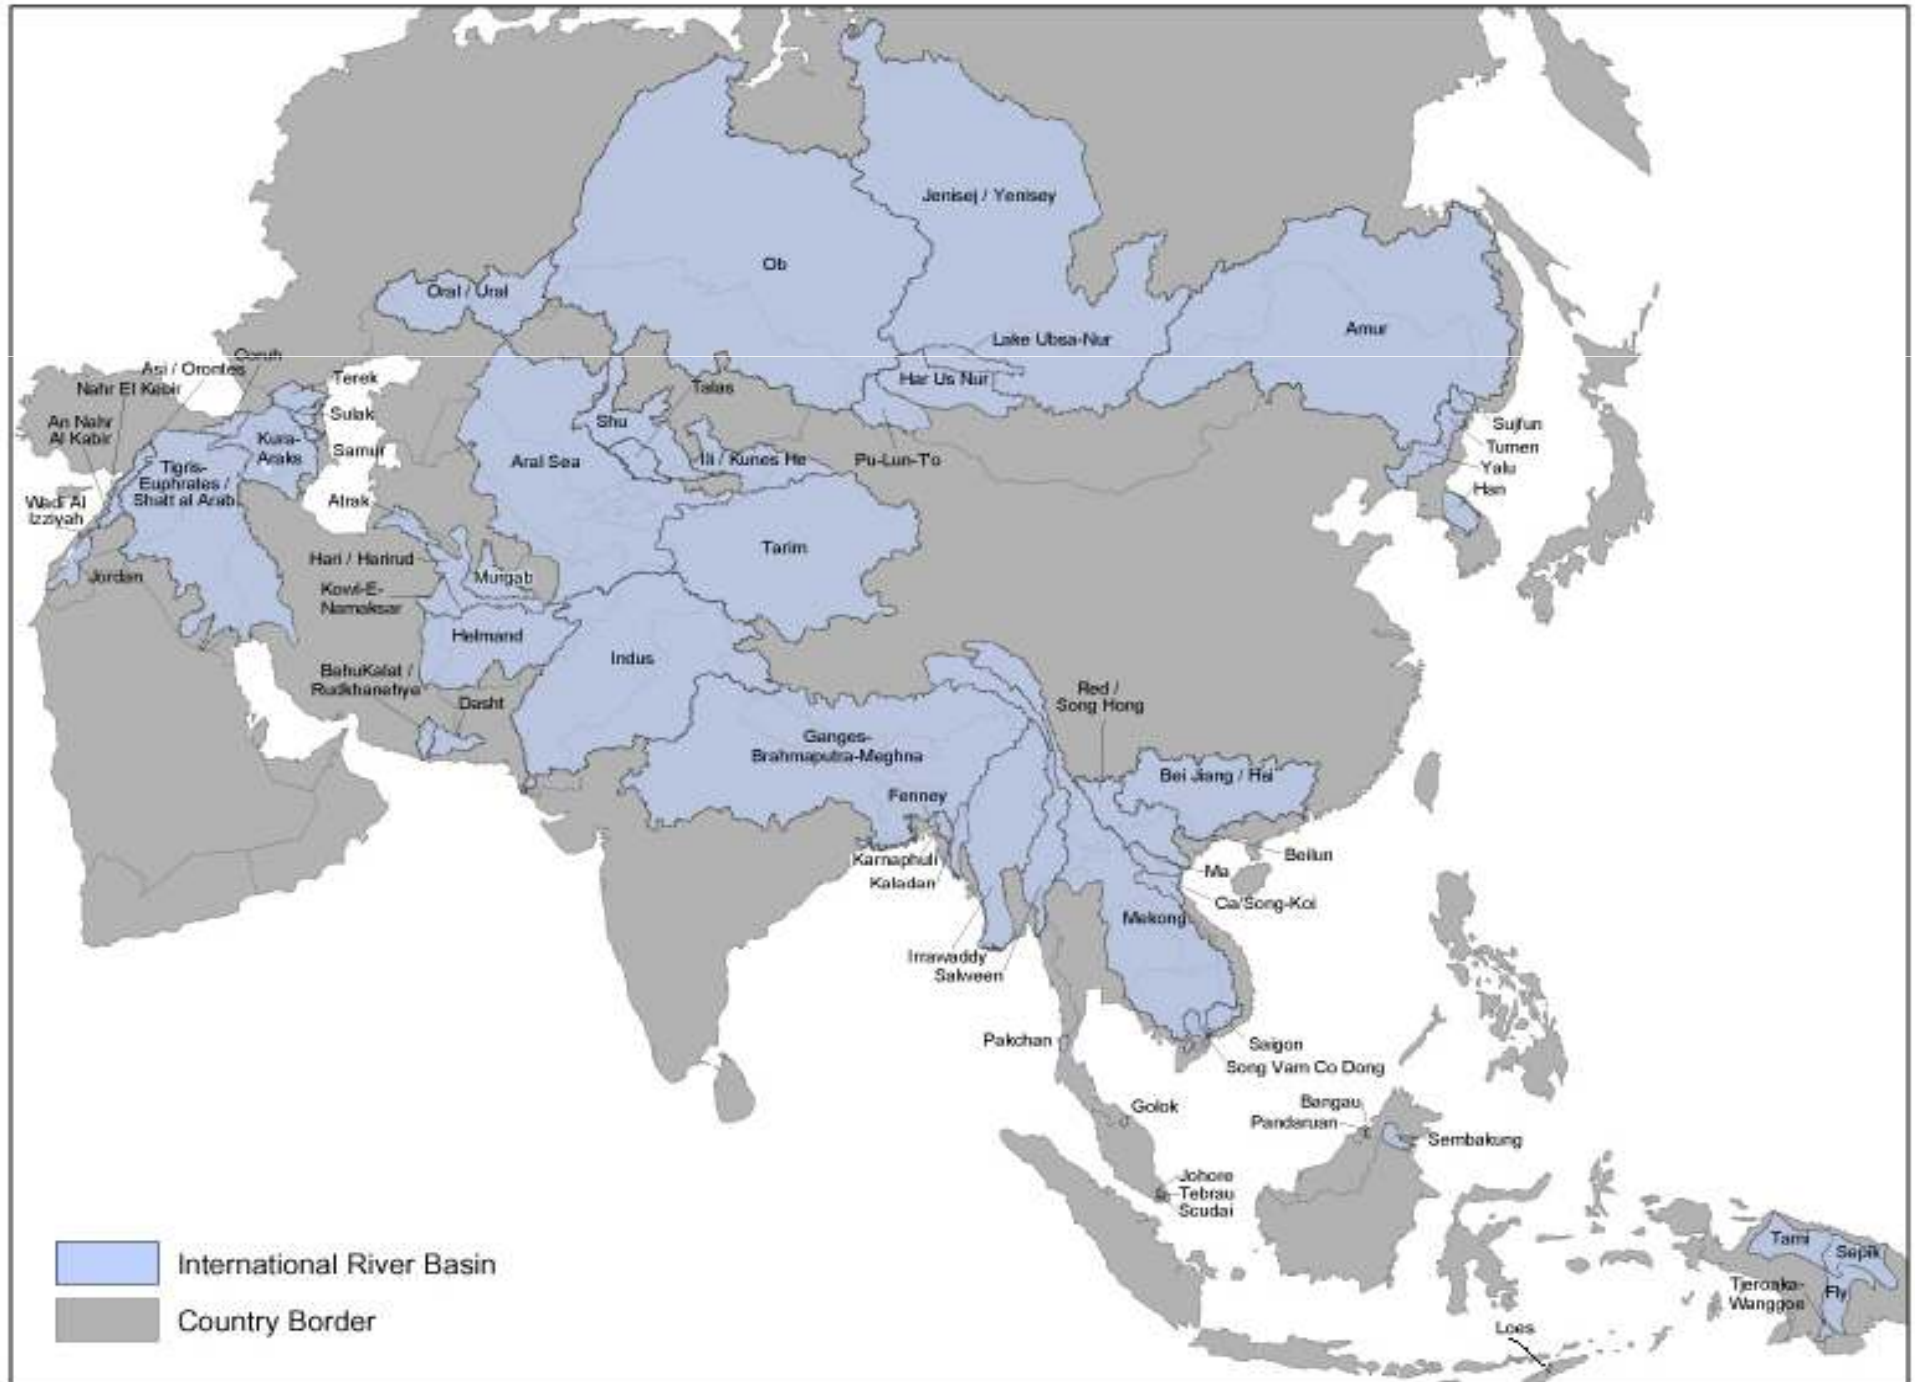 Jenisej / Yenisey
Ob
Oral / Ural
Amur
Lake Ubsa-Nur
Har Us Nur
Coruh
Asi / Orontes
Nahr El Kebir
An Nahr
Al Kabir
Terek
Sulak
Samur
Talas
Shu
Kura-
Araks
Aral Sea
Ili / Kunes He
Pu-Lun-T'o
Tigris-
Euphrates /
Shatt al Arab
Wadi Al
Izziyah
Atrak
Sujfun
Tumen
Yalu
Han
Tarim
Hari / Harirud
Murgab
Jordan
Kowl-E-
Namaksar
Helmand
Indus
BahuKalat /
Rudkhanehye
Dasht
Red /
Song Hong
Ganges-
Brahmaputra-Meghna
Bei Jiang / Hsi
Fenney
Karnaphuli
Kaladan
Beilun
Ma
Ca/Song-Koi
Mekong
Irrawaddy
Salween
Pakchan
Saigon
Song Vam Co Dong
Golok
Bangau
Pandaruan
Sembakung
Johore
Tebrau
Scudai
Tami
Sepik
Tjeroaka-
Wanggoe
Fly
Loes
International River Basin
Country Border